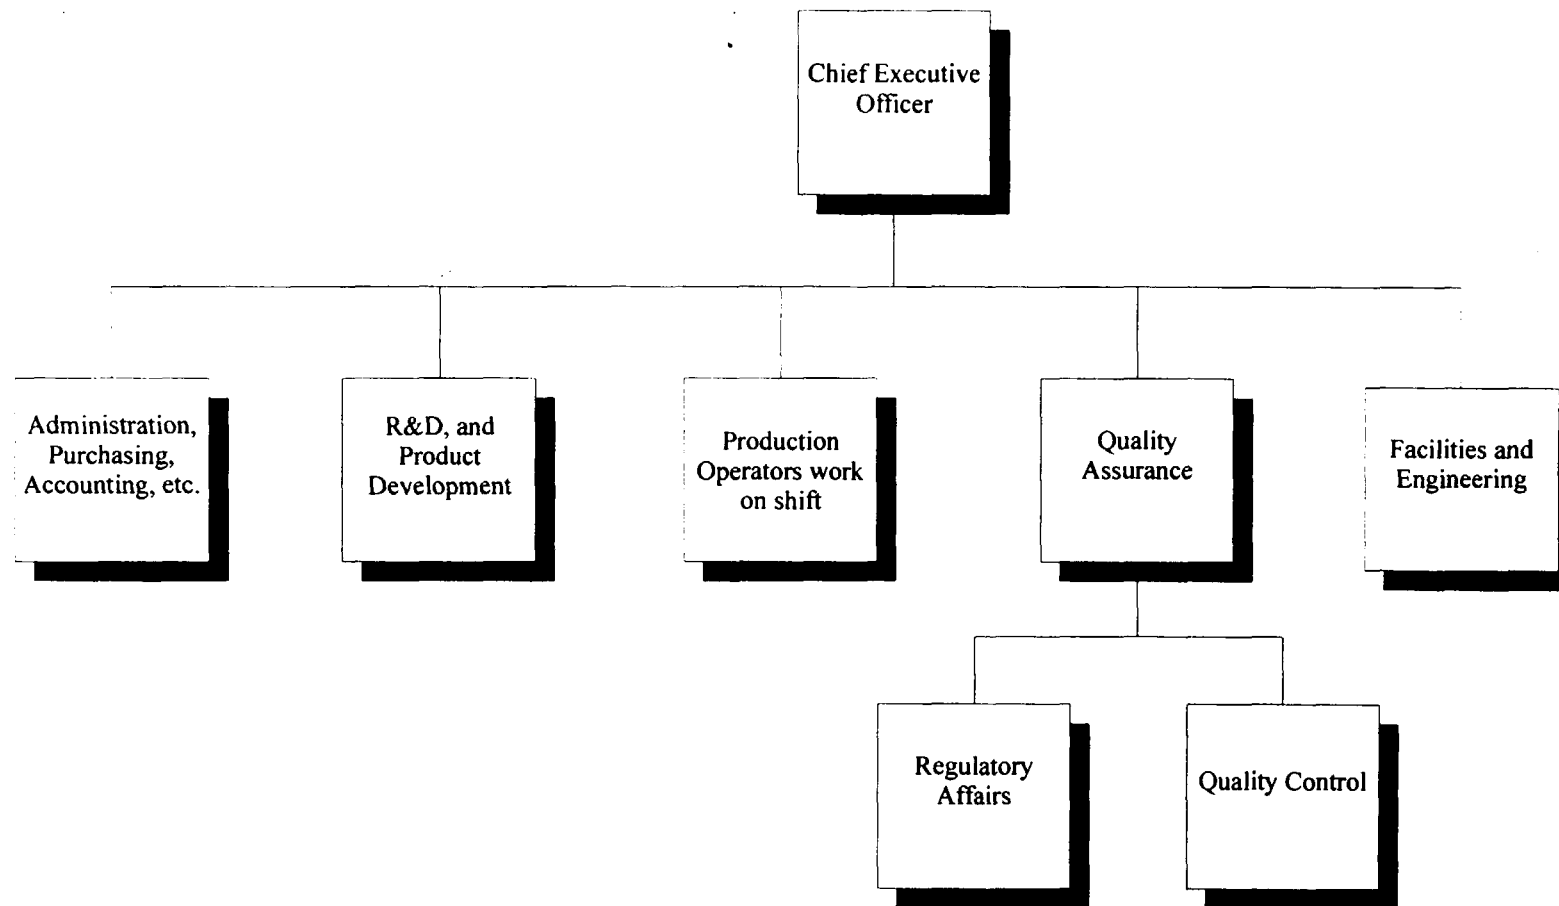 Chief Executive
Officer
Administration,
Purchasing,
Accounting, etc.
R&D, and
Product
Development
Production
Operators work
on shift
Quality
Assurance
Facilities and
Engineering
Regulatory
Affairs
Quality Control